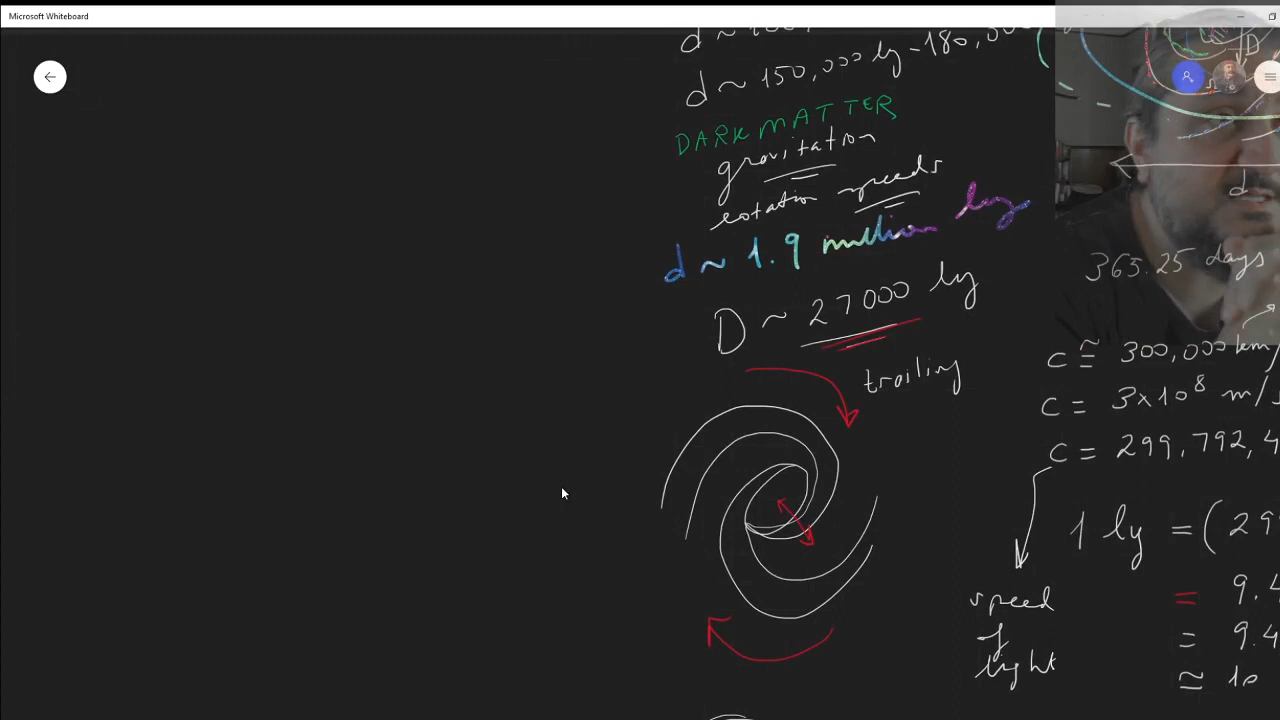 Microsoft Whiteboard
d ~ 150,000 ly - 180,
DARK MATTER
gravitation
rotation speeds
d ~ 1.9 million ly
D ~ 27000 ly
trailing
D
d
365.25 days
c ≅ 300,000 km/
c = 3x10⁸ m/s
c = 299,792,4
1 ly = (29
speed
of
light
= 9.4
= 9.4
≅ 10